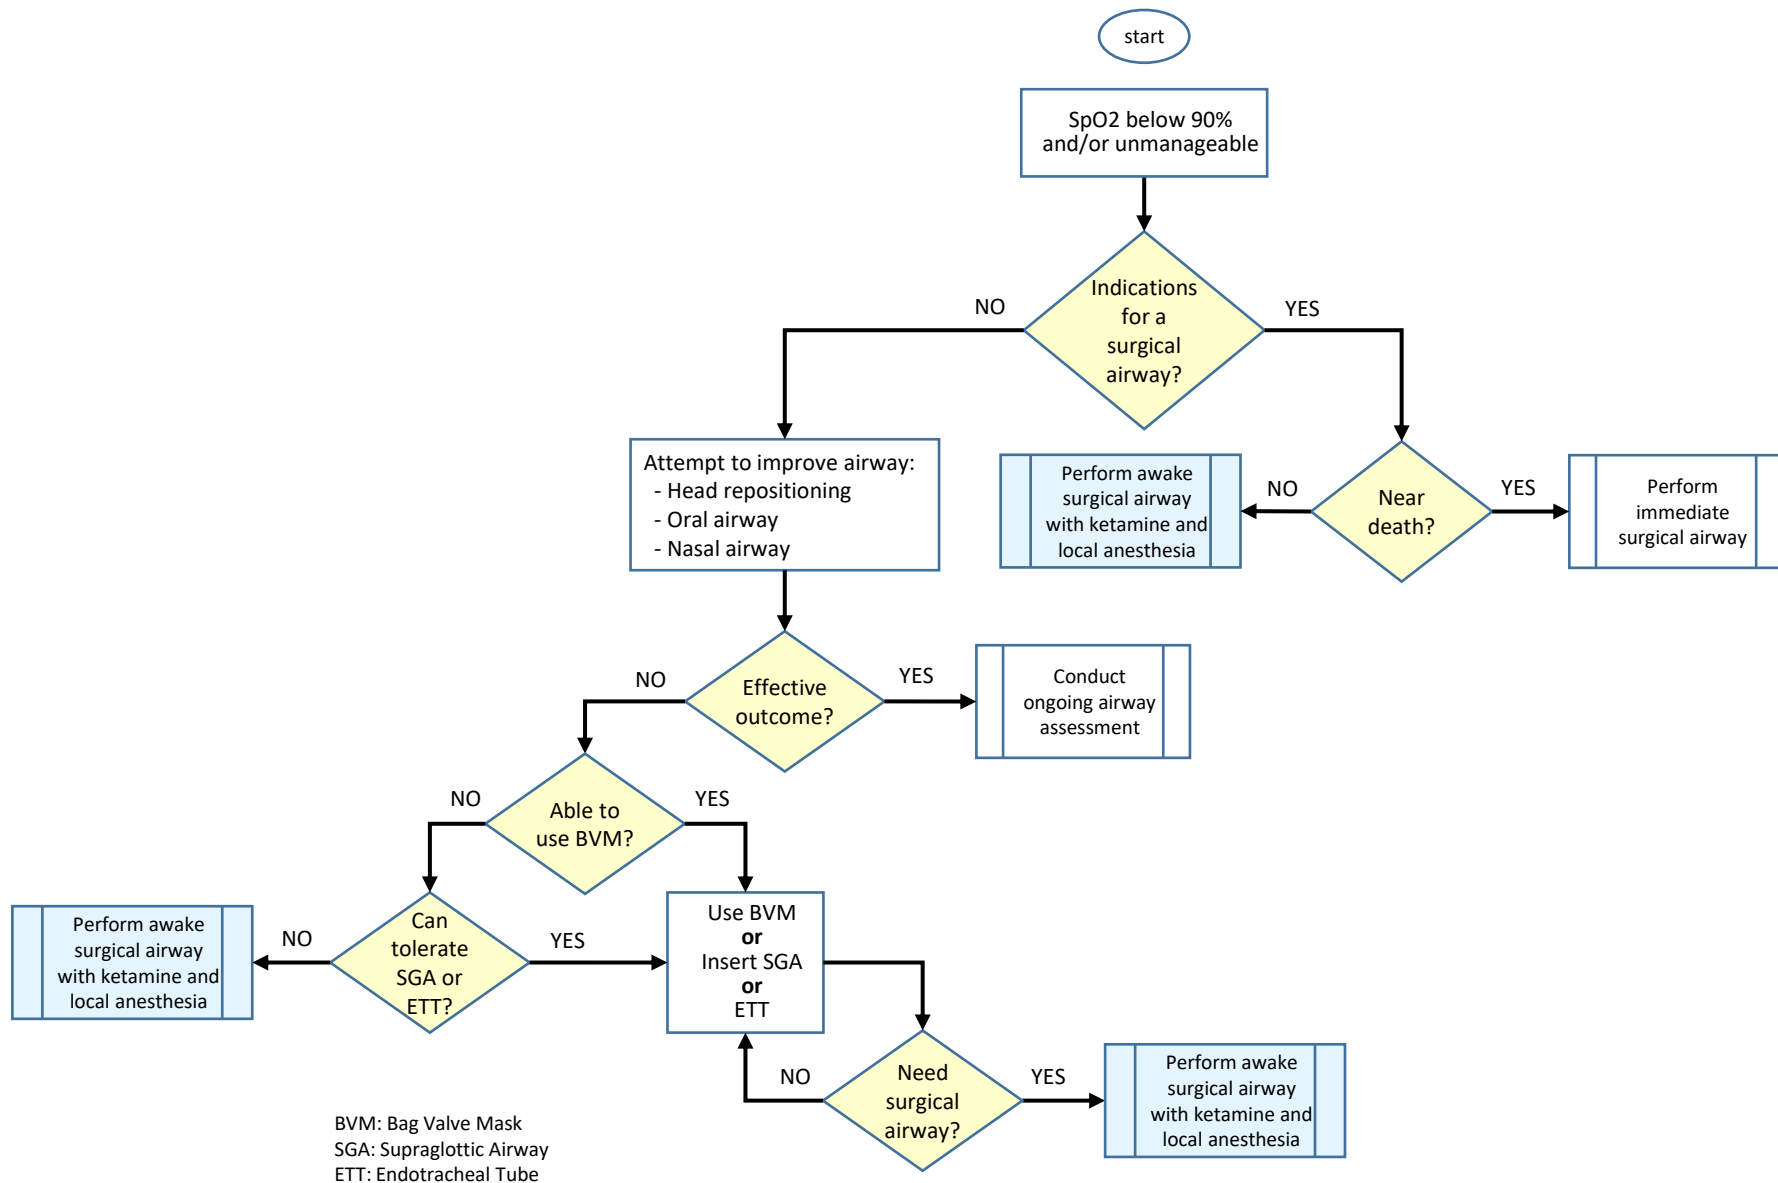 start
SpO2 below 90%
and/or unmanageable
Indications
for a
surgical
airway?
NO
YES
Attempt to improve airway:
- Head repositioning
- Oral airway
- Nasal airway
Perform awake
surgical airway
with ketamine and
local anesthesia
NO
Near
death?
YES
Perform
immediate
surgical airway
NO
Effective
outcome?
YES
Conduct
ongoing airway
assessment
NO
Able to
use BVM?
YES
Perform awake
surgical airway
with ketamine and
local anesthesia
NO
Can
tolerate
SGA or
ETT?
YES
Use BVM
or
Insert SGA
or
ETT
NO
Need
surgical
airway?
YES
Perform awake
surgical airway
with ketamine and
local anesthesia
BVM: Bag Valve Mask
SGA: Supraglottic Airway
ETT: Endotracheal Tube